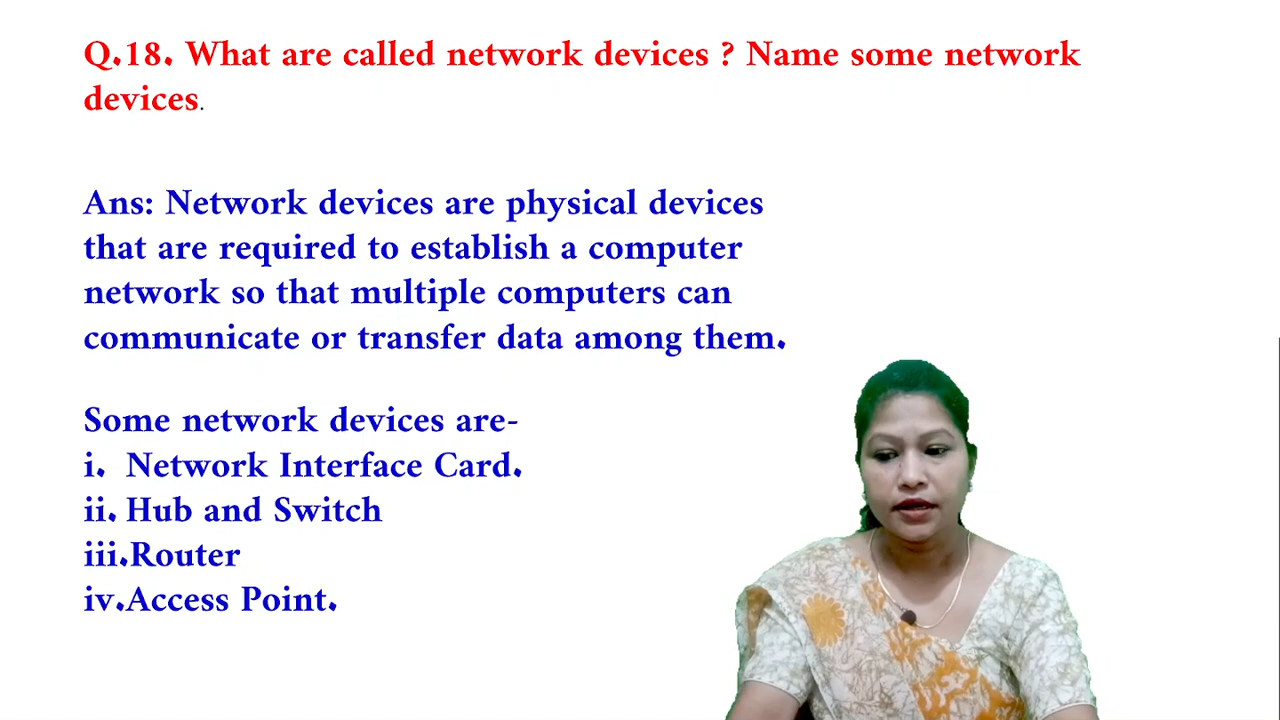 Q.18. What are called network devices ? Name some network
devices.
Ans: Network devices are physical devices
that are required to establish a computer
network so that multiple computers can
communicate or transfer data among them.
Some network devices are-
i. Network Interface Card.
ii. Hub and Switch
iii.Router
iv.Access Point.